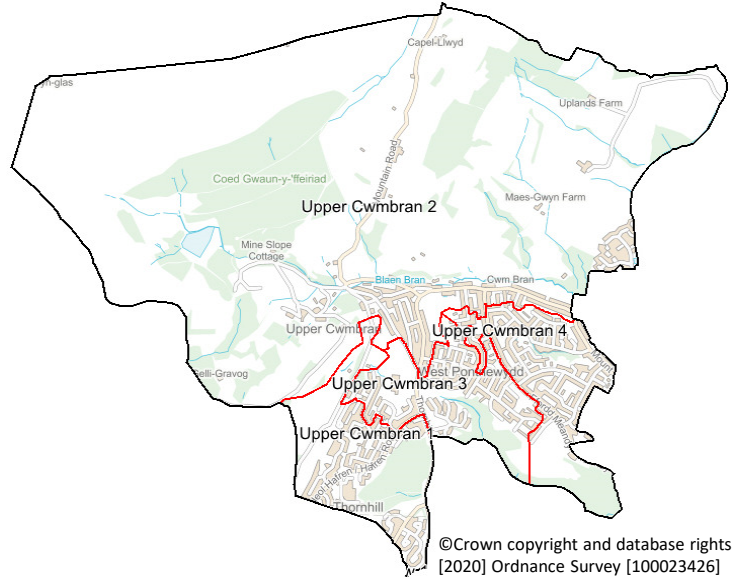 Capel-Llwyd
Uplands Farm
Coed Gwaun-y-'ffeiriad
Mountain Road
Maes-Gwyn Farm
Upper Cwmbran 2
Mine Slope
Cottage
Blaen Bran
Cwm Bran
Upper Cwmbran
Upper Cwmbran 4
West Pontnewydd
Upper Cwmbran 3
Upper Cwmbran 1
Thornhill
©Crown copyright and database rights
[2020] Ordnance Survey [100023426]